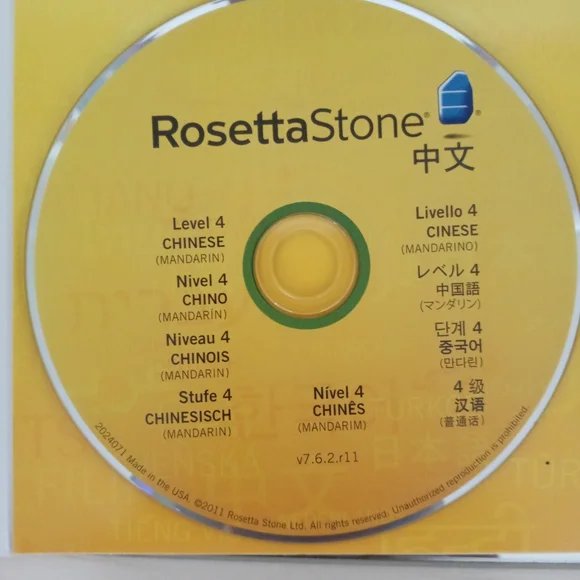 RosettaStone® ®
中文
Level 4
CHINESE
(MANDARIN)
Nivel 4
CHINO
(MANDARÍN)
Niveau 4
CHINOIS
(MANDARIN)
Stufe 4
CHINESISCH
(MANDARIN)
Nível 4
CHINÊS
(MANDARIM)
Livello 4
CINESE
(MANDARINO)
レベル 4
中国語
(マンダリン)
단계 4
중국어
(만다린)
4 级
汉语
(普通话)
v7.6.2.r11
2024071 Made in the USA. ©2011 Rosetta Stone Ltd. All rights reserved. Unauthorized reproduction is prohibited.